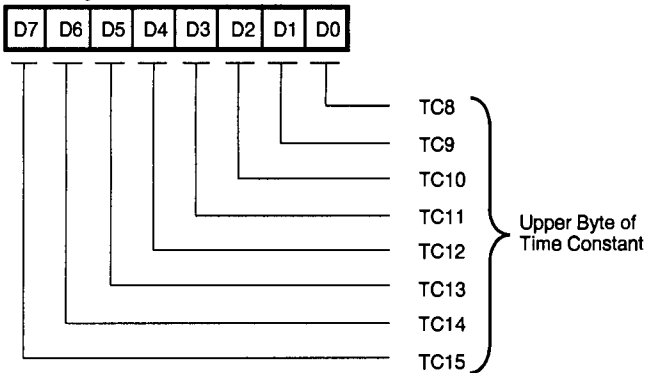 D7 D6 D5 D4 D3 D2 D1 D0
TC8
TC9
TC10
TC11
TC12
TC13
TC14
TC15
Upper Byte of
Time Constant